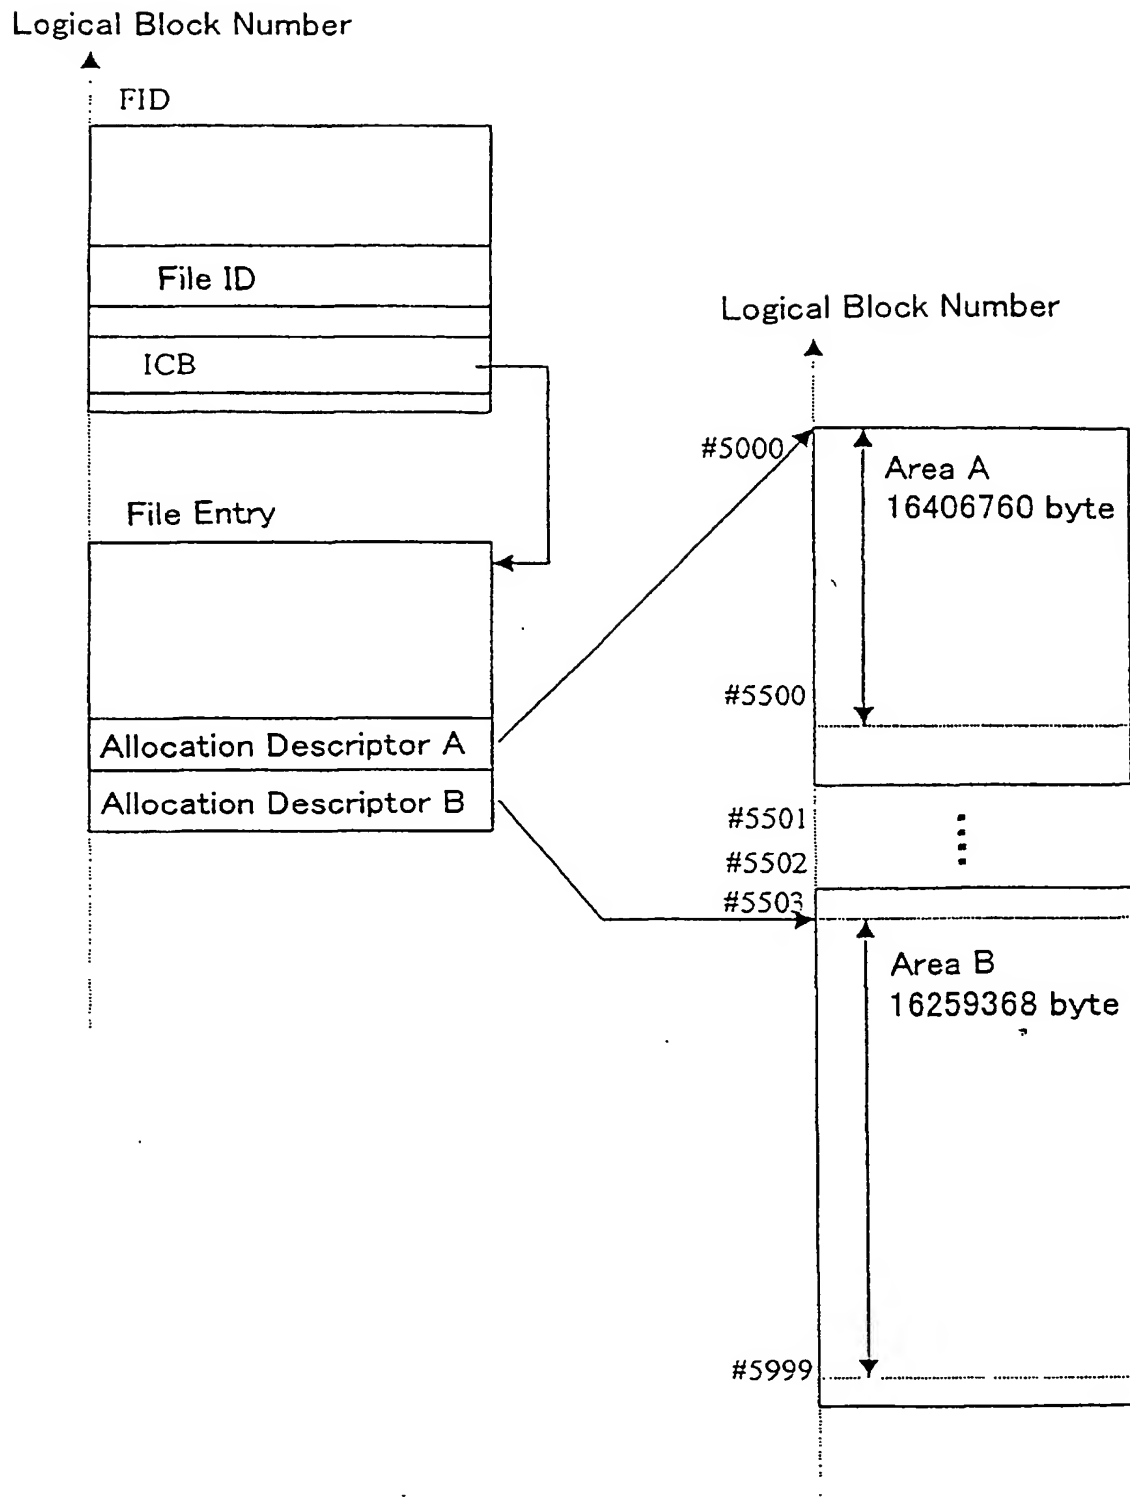 Logical Block Number
FID
File ID
ICB
File Entry
Allocation Descriptor A
Allocation Descriptor B
Logical Block Number
#5000
Area A
16406760 byte
#5500
#5501
#5502
#5503
Area B
16259368 byte
#5999